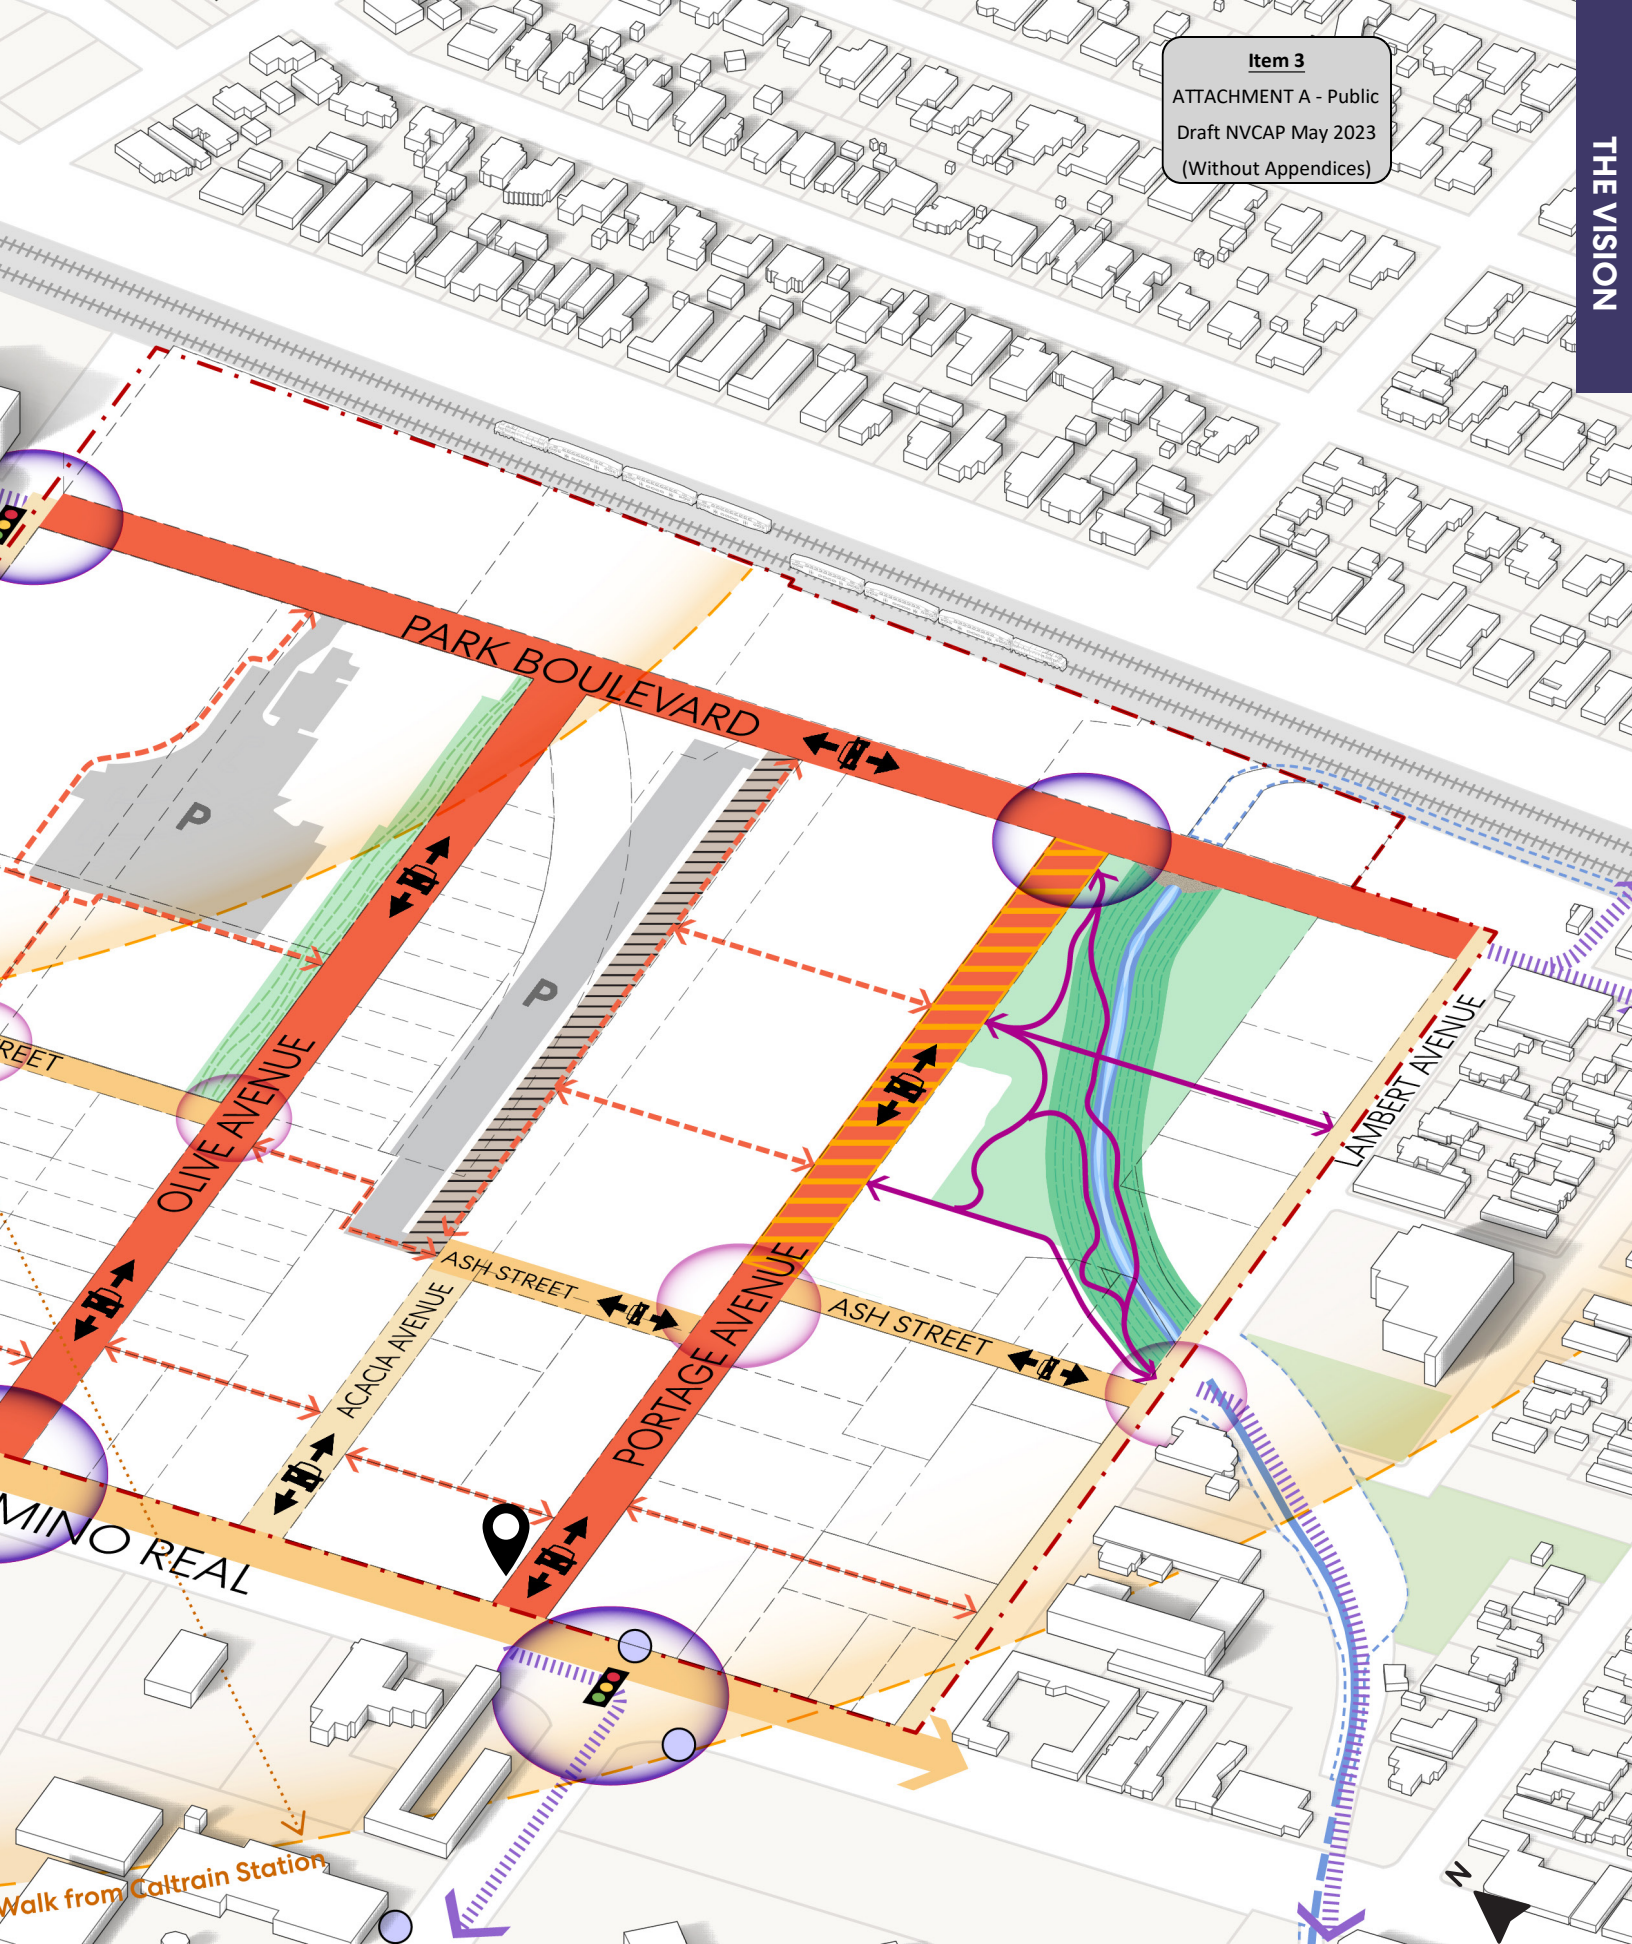 Item 3
ATTACHMENT A - Public
Draft NVCAP May 2023
(Without Appendices)
THE VISION
PARK BOULEVARD
P
P
REET
OLIVE AVENUE
LAMBERT AVENUE
ASH STREET
ACACIA AVENUE
PORTAGE AVENUE
ASH STREET
MINO REAL
Walk from Caltrain Station
N